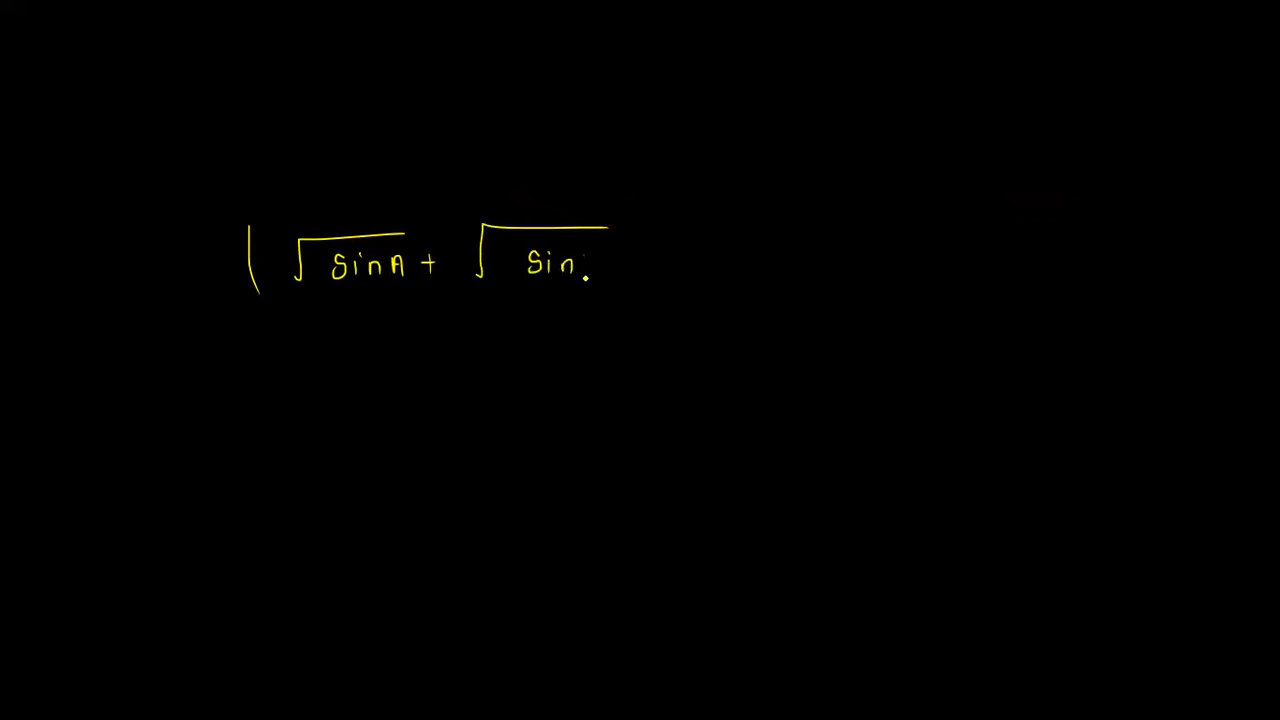 ( √sinA + √sin